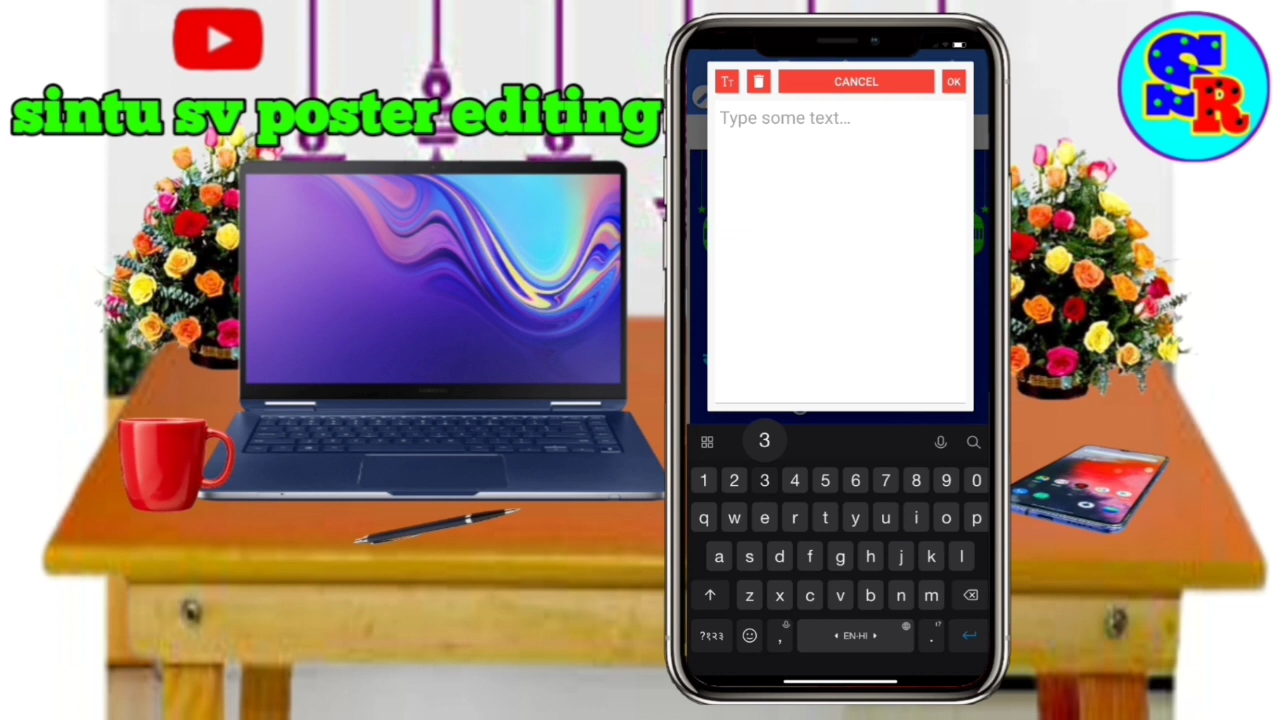 sintu sv poster editing
S
N R
TT CANCEL OK
Type some text...
3
1 2 3 4 5 6 7 8 9 0
q w e r t y u i o p
a s d f g h j k l
z x c v b n m
?१२३ , EN-HI . !?